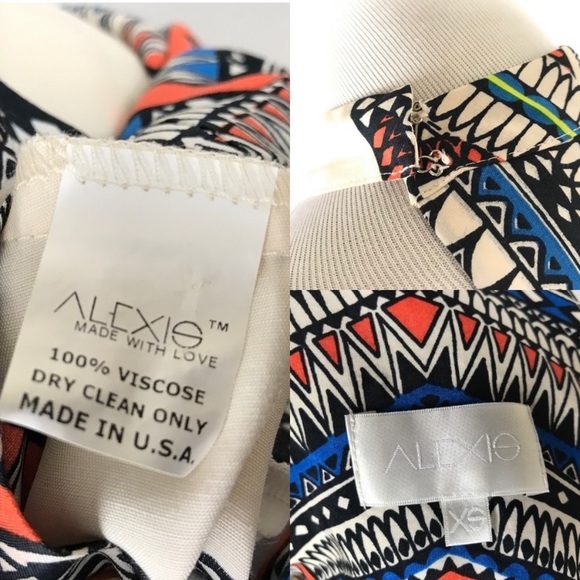 ALEXIS™
MADE WITH LOVE
100% VISCOSE
DRY CLEAN ONLY
MADE IN U.S.A.
ALEXIS
XS